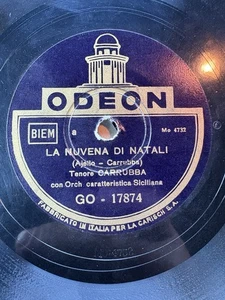 ODEON
BIEM 8 Mo 4732
LA NUVENA DI NATALI
(Ajello - Carrubba)
Tenore CARRUBBA
con Orch caratteristica Siciliana
GO - 17874
FABBRICATO IN ITALIA PER LA CARISCH S.A.